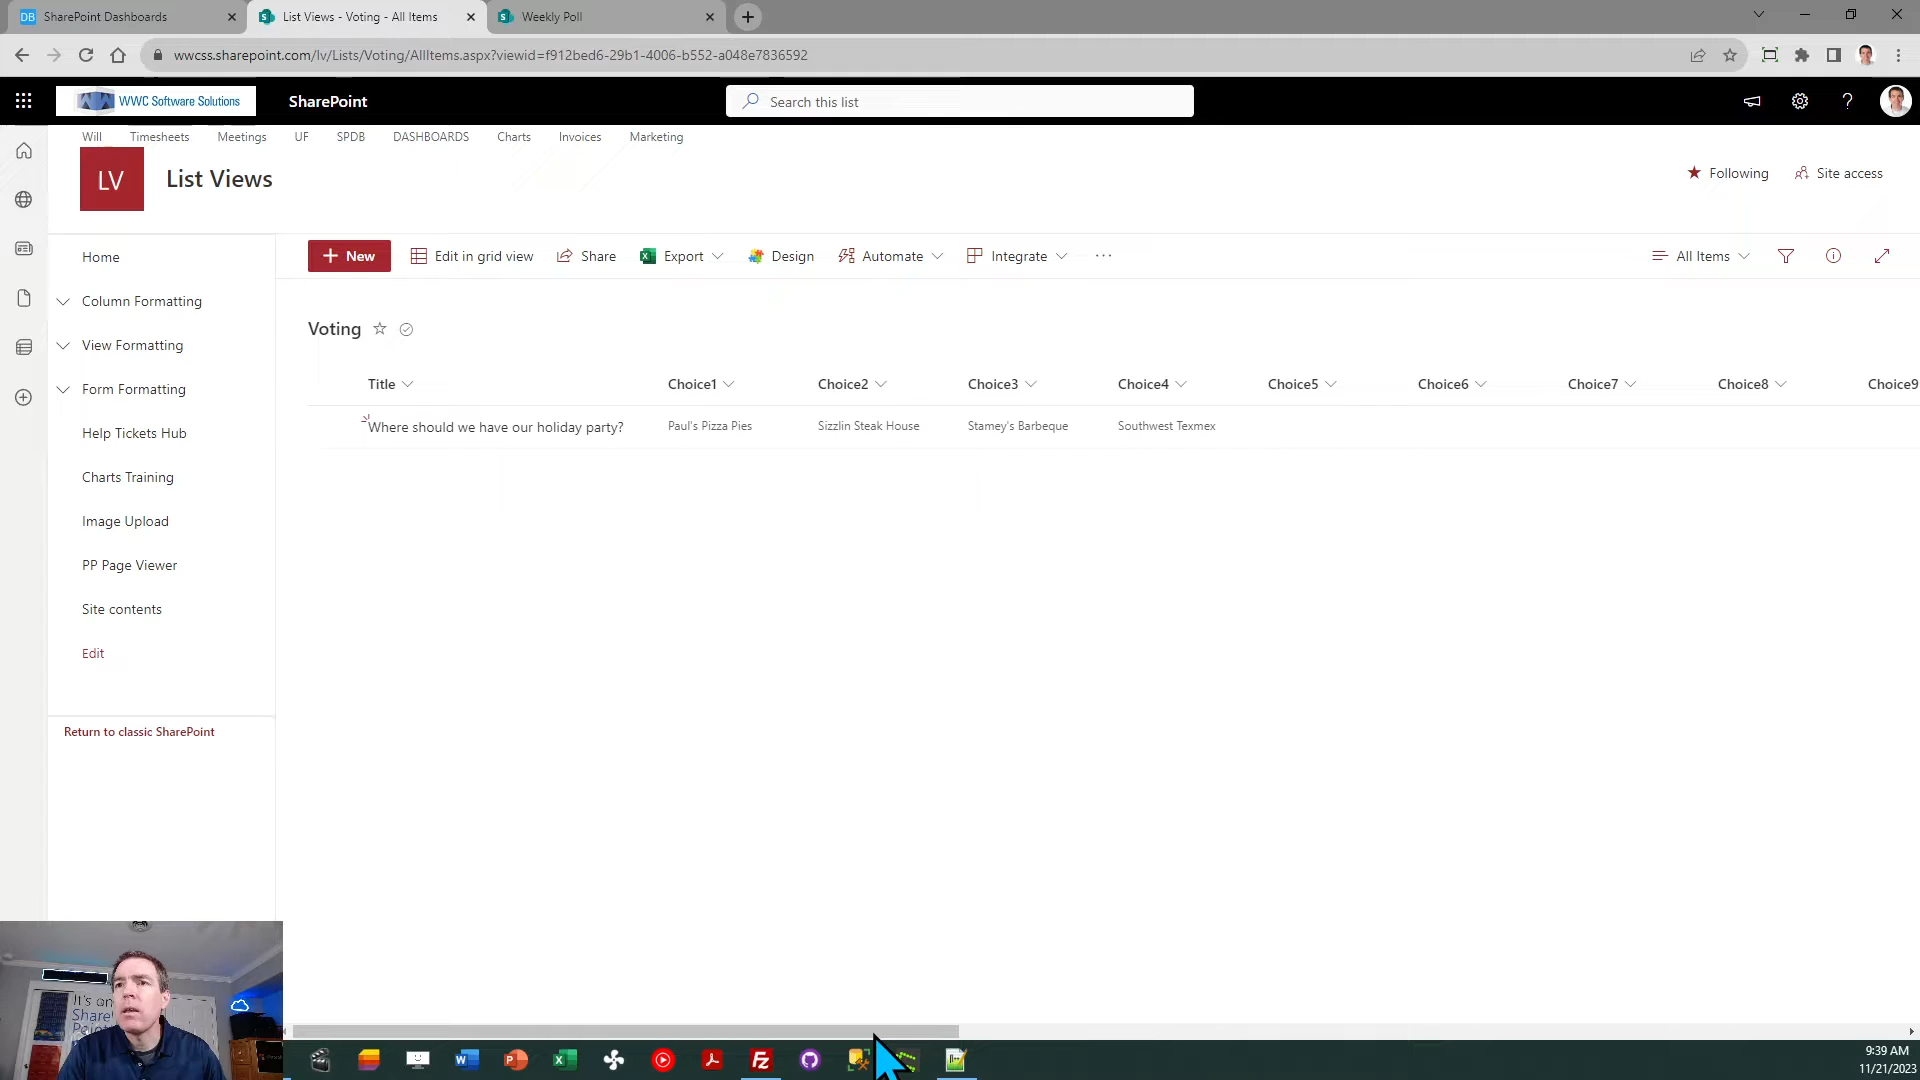 DB SharePoint Dashboards
List Views - Voting - All Items
Weekly Poll
wwcss.sharepoint.com/lv/Lists/Voting/AllItems.aspx?viewid=f912bed6-29b1-4006-b552-a048e7836592
WWC Software Solutions
SharePoint
Search this list
Will Timesheets Meetings UF SPDB DASHBOARDS Charts Invoices Marketing
LV
List Views
Following
Site access
Home
Column Formatting
View Formatting
Form Formatting
Help Tickets Hub
Charts Training
Image Upload
PP Page Viewer
Site contents
Edit
Return to classic SharePoint
+ New
Edit in grid view
Share
Export
Design
Automate
Integrate
...
All Items
Voting
Title Choice1 Choice2 Choice3 Choice4 Choice5 Choice6 Choice7 Choice8 Choice9
Where should we have our holiday party? Paul's Pizza Pies Sizzlin Steak House Stamey's Barbeque Southwest Texmex
It's on
Share
Point
9:39 AM
11/21/2023